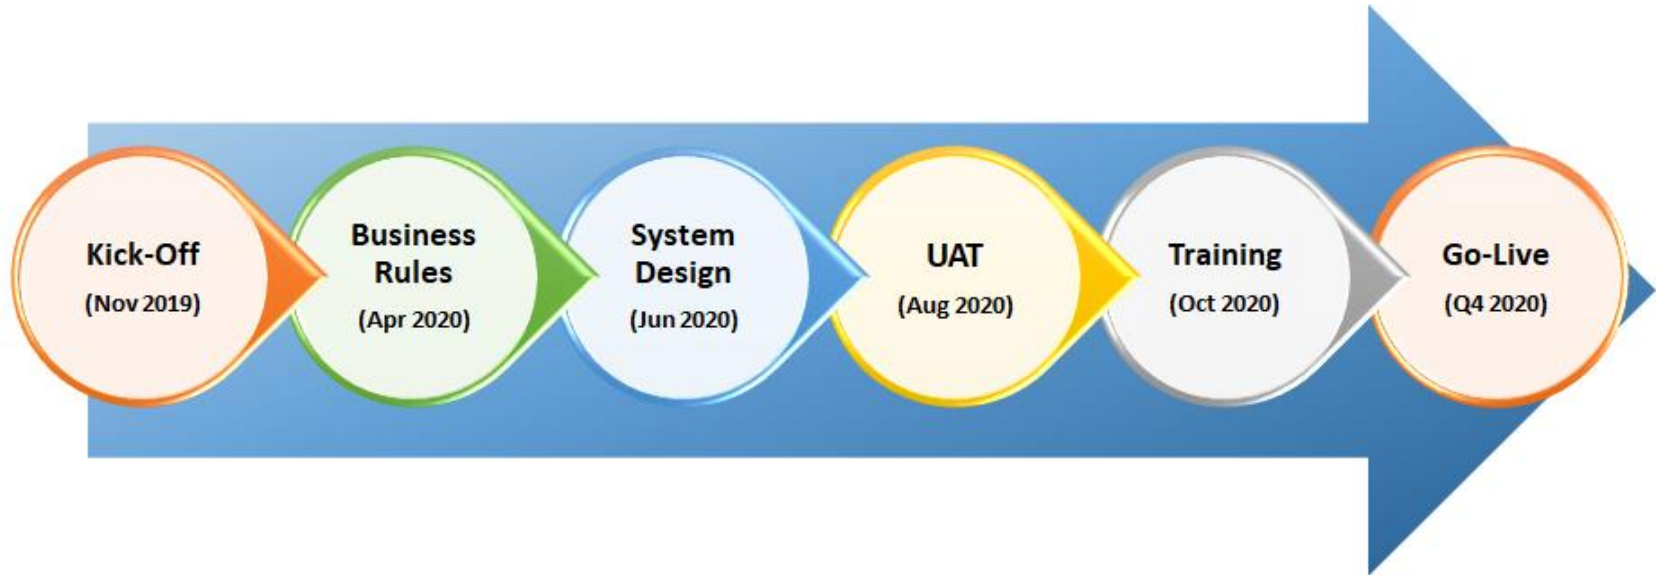 Kick-Off
(Nov 2019)
Business
Rules
(Apr 2020)
System
Design
(Jun 2020)
UAT
(Aug 2020)
Training
(Oct 2020)
Go-Live
(Q4 2020)